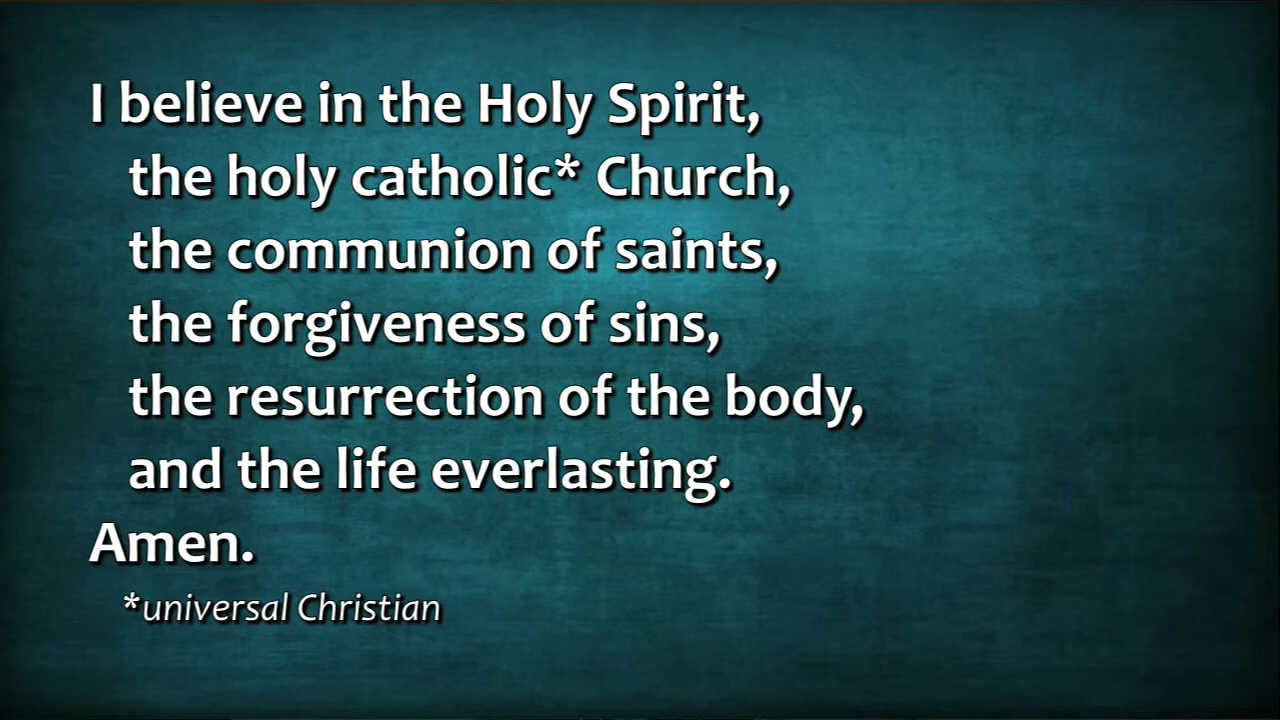 I believe in the Holy Spirit,
the holy catholic* Church,
the communion of saints,
the forgiveness of sins,
the resurrection of the body,
and the life everlasting.
Amen.
*universal Christian